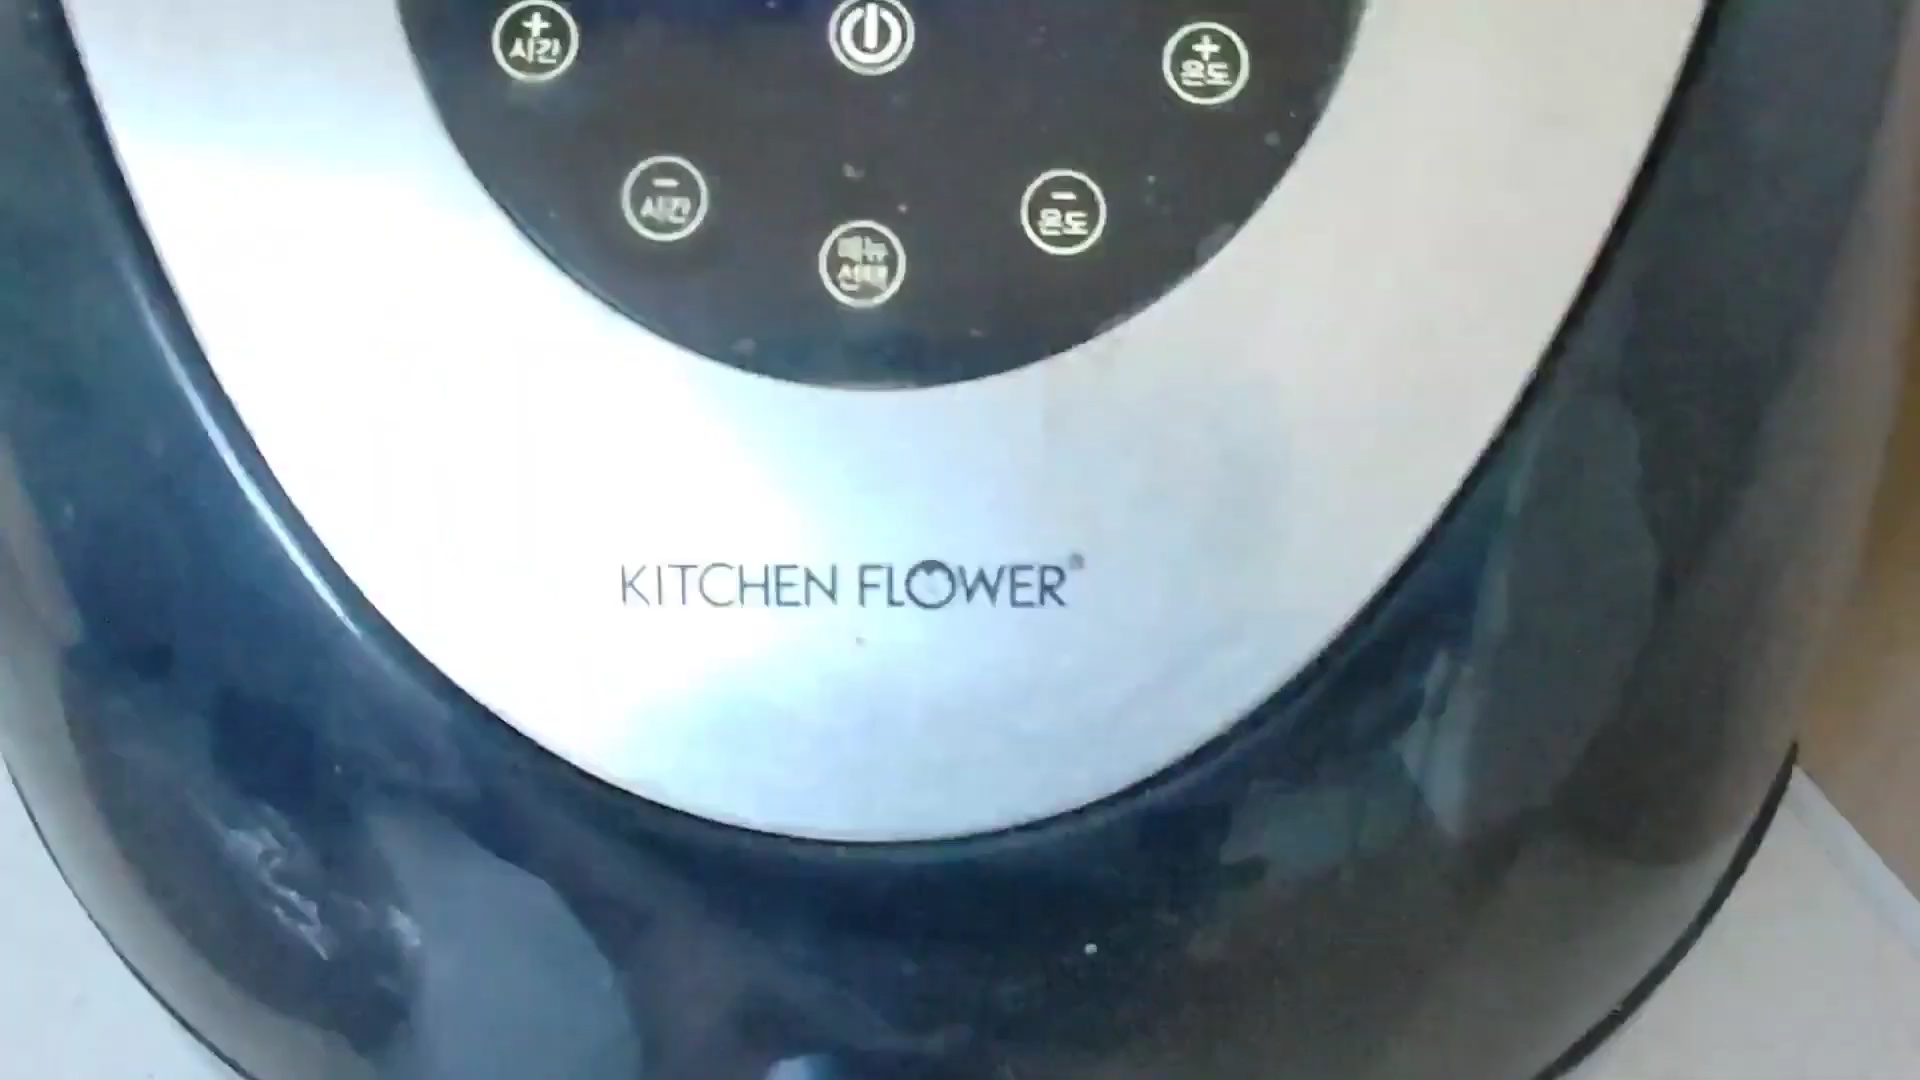 +
시간
+
온도
-
시간
-
온도
메뉴
선택
KITCHEN FLOWER®